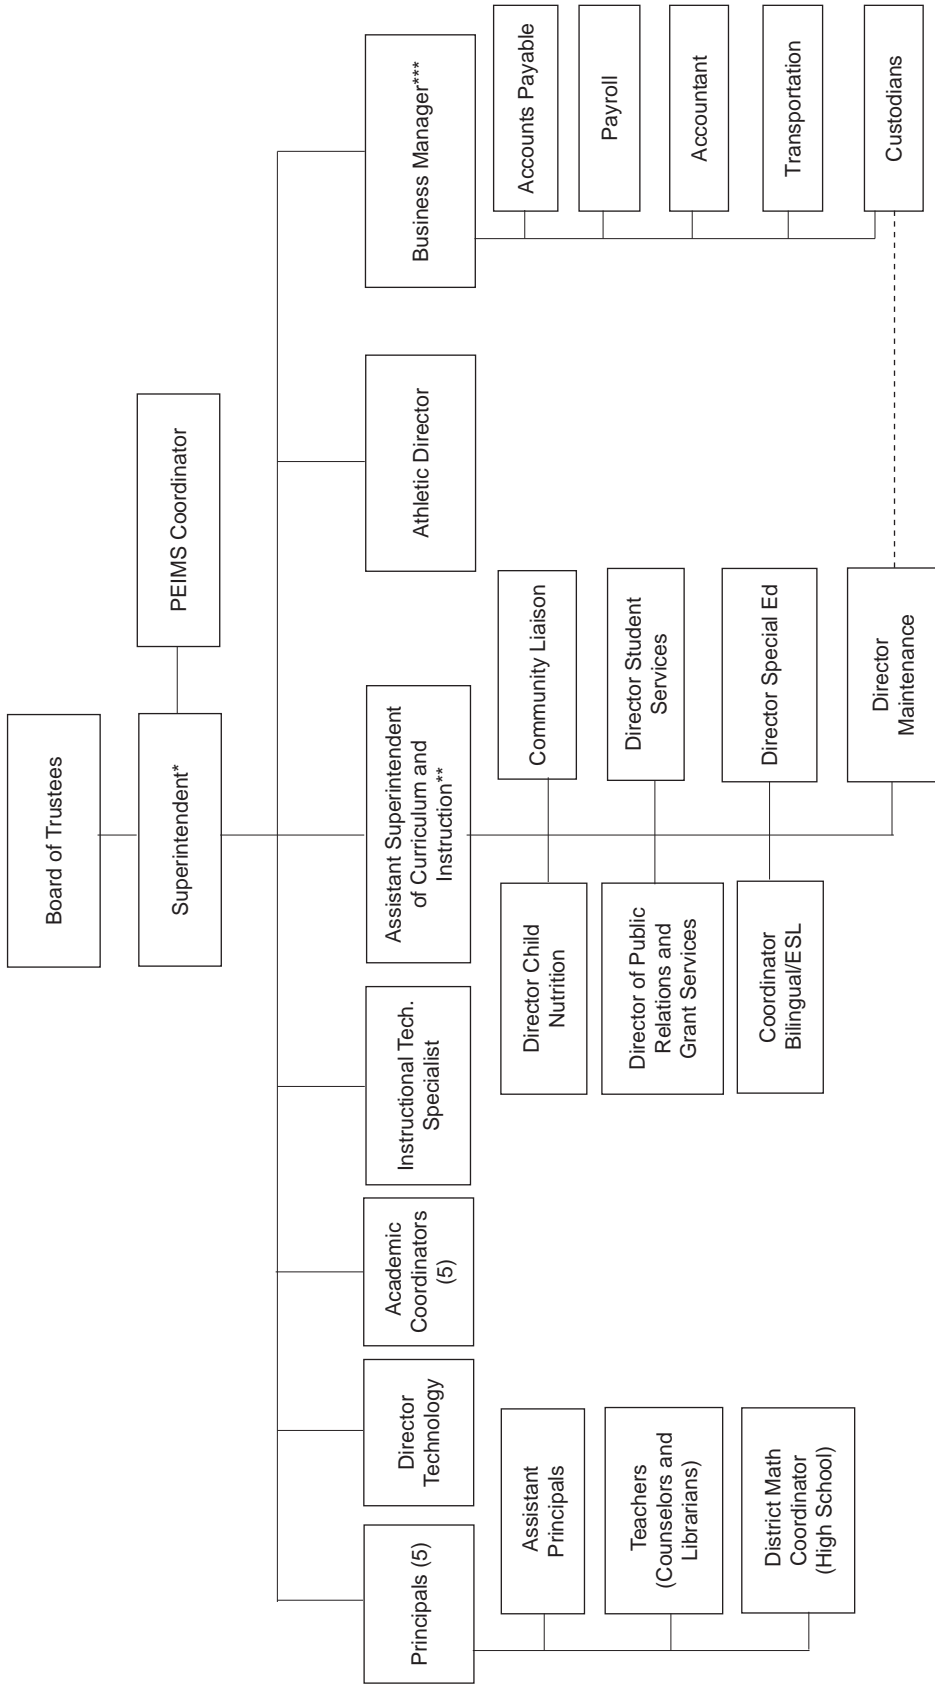 Board of Trustees
Superintendent*
PEIMS Coordinator
Principals (5)
Director
Technology
Academic
Coordinators
(5)
Instructional Tech.
Specialist
Assistant Superintendent
of Curriculum and
Instruction**
Athletic Director
Business Manager***
Assistant
Principals
Teachers
(Counselors and
Librarians)
District Math
Coordinator
(High School)
Director Child
Nutrition
Community Liaison
Director of Public
Relations and
Grant Services
Director Student
Services
Coordinator
Bilingual/ESL
Director Special Ed
Director
Maintenance
Accounts Payable
Payroll
Accountant
Transportation
Custodians